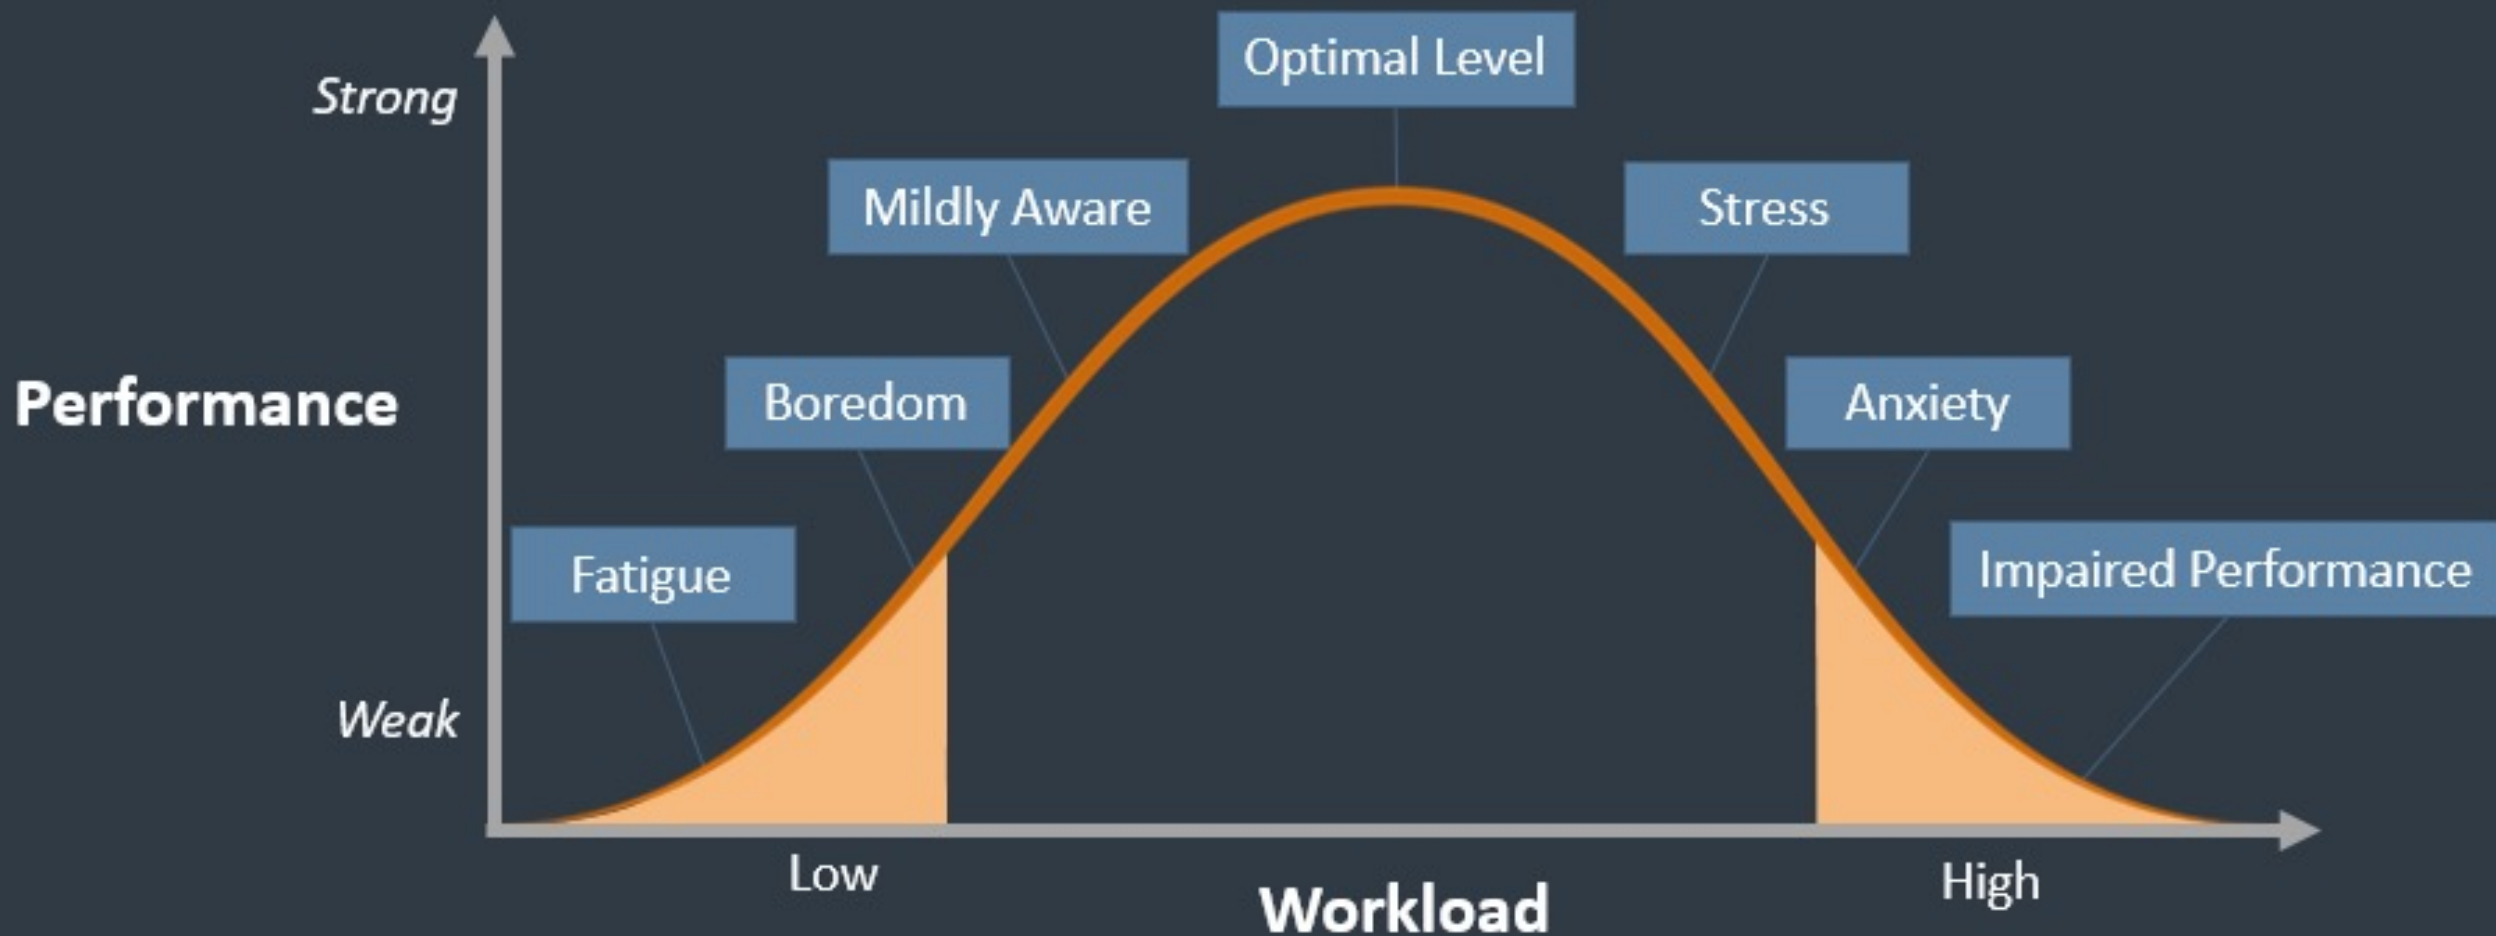 Optimal Level
Strong
Mildly Aware
Stress
Performance
Boredom
Anxiety
Fatigue
Impaired Performance
Weak
Low
High
Workload